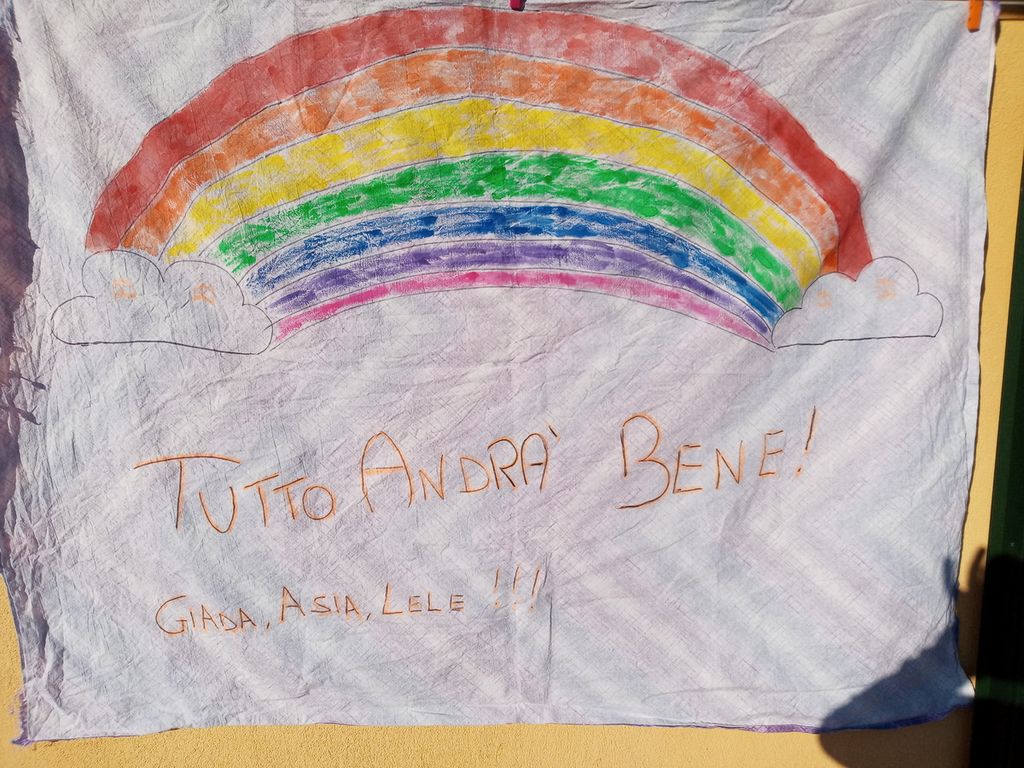 TUTTO ANDRA' BENE!
GIADA, ASIA, LELE !!!